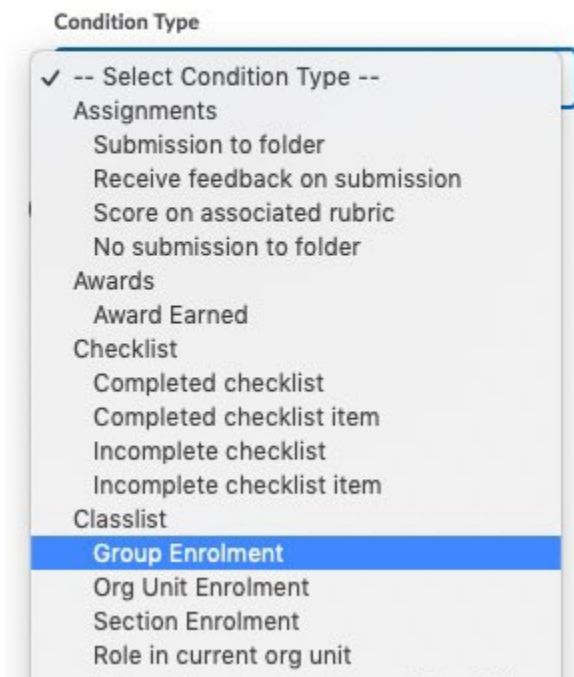 Condition Type
✓ -- Select Condition Type --
Assignments
Submission to folder
Receive feedback on submission
Score on associated rubric
No submission to folder
Awards
Award Earned
Checklist
Completed checklist
Completed checklist item
Incomplete checklist
Incomplete checklist item
Classlist
Group Enrolment
Org Unit Enrolment
Section Enrolment
Role in current org unit